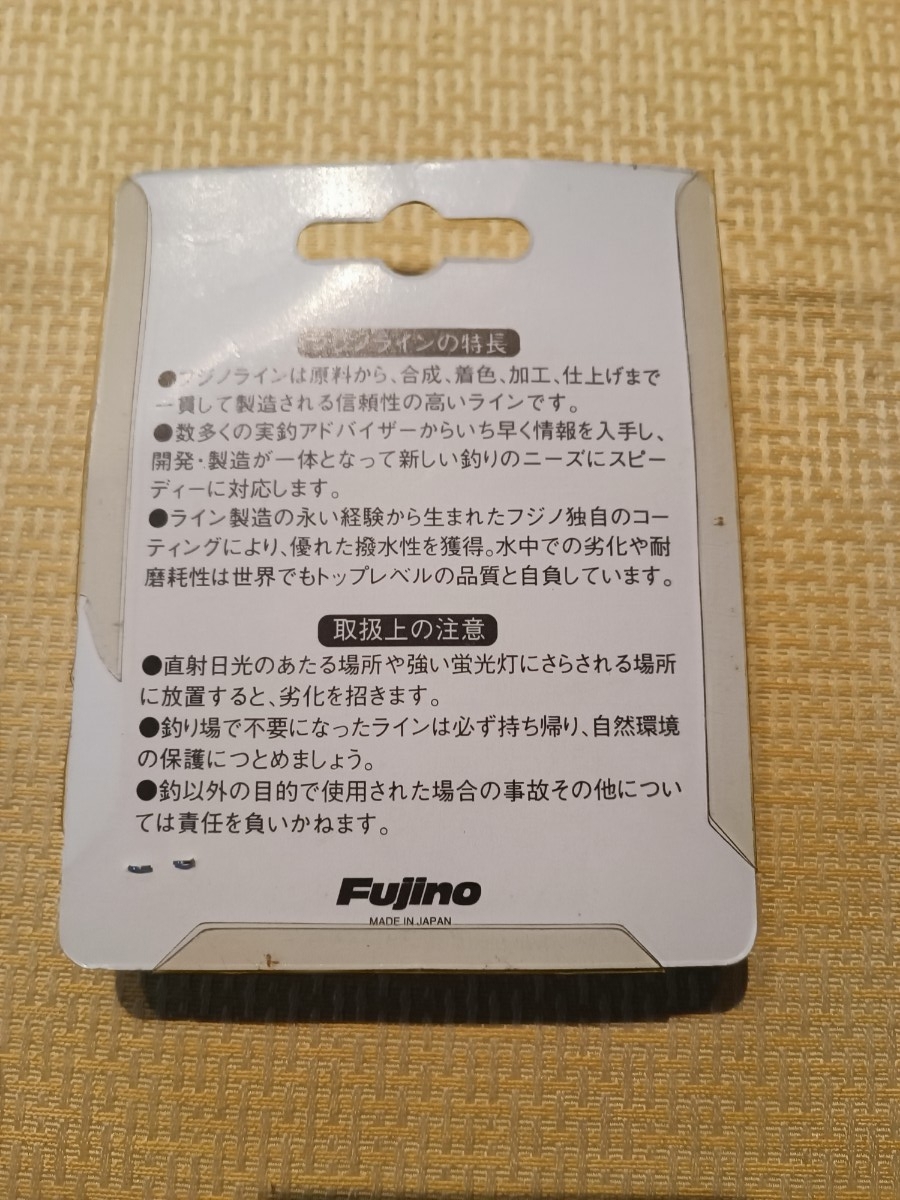 フジノラインの特長
●フジノラインは原料から、合成、着色、加工、仕上げまで
一貫して製造される信頼性の高いラインです。
●数多くの実釣アドバイザーからいち早く情報を入手し、
開発・製造が一体となって新しい釣りのニーズにスピー
ディーに対応します。
●ライン製造の永い経験から生まれたフジノ独自のコー
ティングにより、優れた撥水性を獲得。水中での劣化や耐
磨耗性は世界でもトップレベルの品質と自負しています。
取扱上の注意
●直射日光のあたる場所や強い蛍光灯にさらされる場所
に放置すると、劣化を招きます。
●釣り場で不要になったラインは必ず持ち帰り、自然環境
の保護につとめましょう。
●釣以外の目的で使用された場合の事故その他につい
ては責任を負いかねます。
Fujino
MADE IN JAPAN